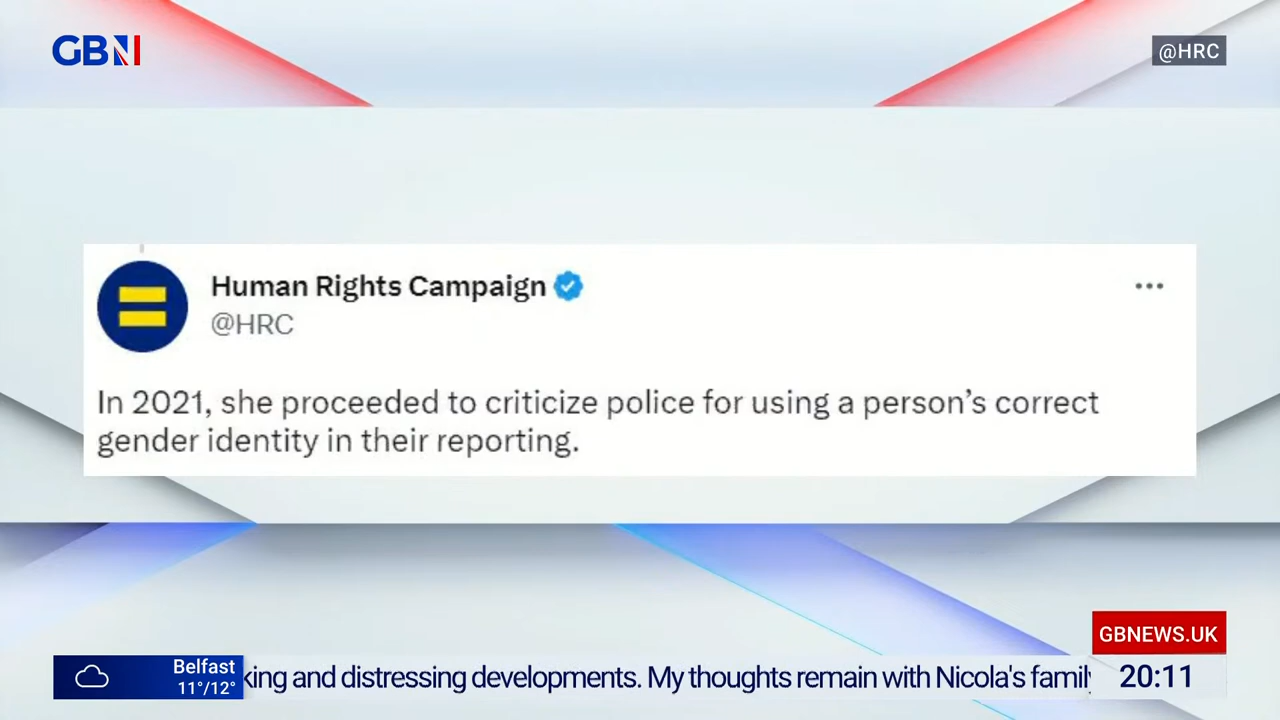 GBN
@HRC
Human Rights Campaign
@HRC
In 2021, she proceeded to criticize police for using a person's correct
gender identity in their reporting.
GBNEWS.UK
Belfast
11°/12°
king and distressing developments. My thoughts remain with Nicola's family
20:11